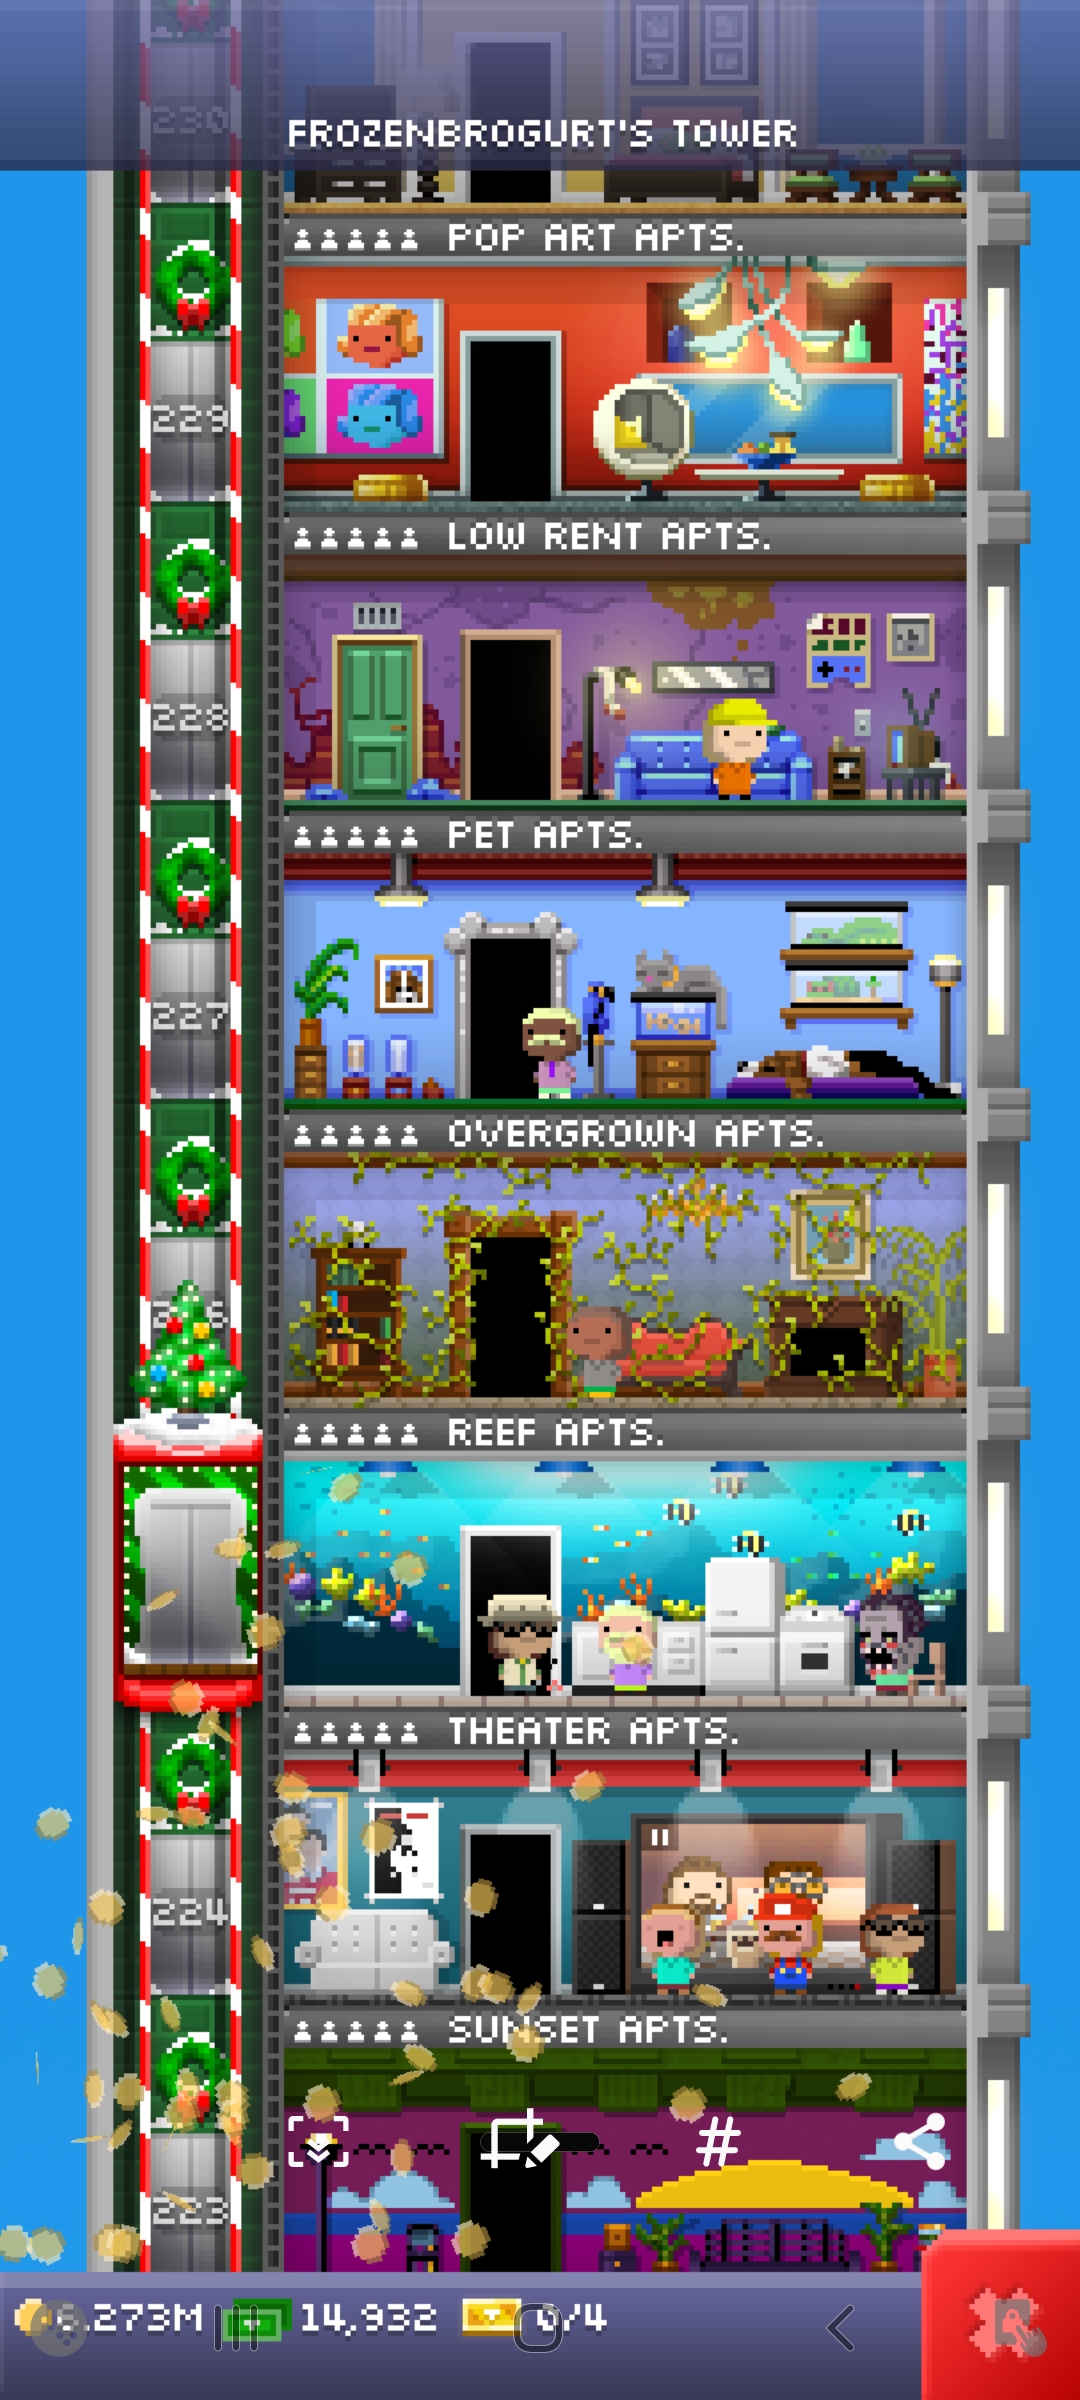 230
FROZENBROGURT'S TOWER
POP ART APTS.
229
LOW RENT APTS.
228
PET APTS.
227
OVERGROWN APTS.
REEF APTS.
THEATER APTS.
224
SUNSET APTS.
#
223
.273M 14,932 0/4